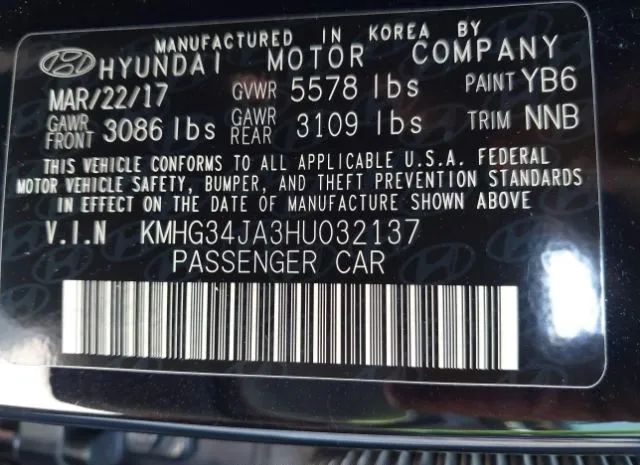 MANUFACTURED IN KOREA BY
HYUNDAI MOTOR COMPANY
MAR/22/17 GVWR 5578 lbs PAINT YB6
GAWR FRONT 3086 lbs GAWR REAR 3109 lbs TRIM NNB
THIS VEHICLE CONFORMS TO ALL APPLICABLE U.S.A. FEDERAL
MOTOR VEHICLE SAFETY, BUMPER, AND THEFT PREVENTION STANDARDS
IN EFFECT ON THE DATE OF MANUFACTURE SHOWN ABOVE
V.I.N KMHG34JA3HU032137
PASSENGER CAR